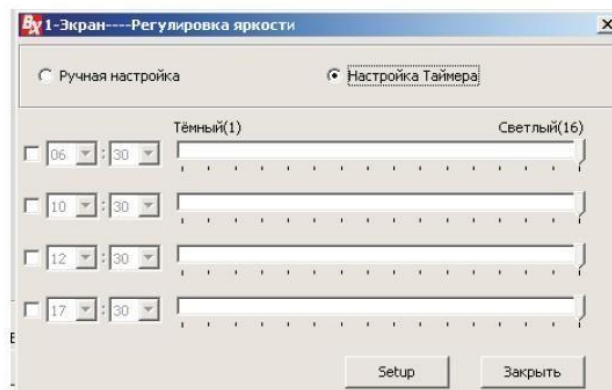 BX 1-Экран----Регулировка яркости
Ручная настройка Настройка Таймера
Тёмный(1) Светлый(16)
06 : 30
10 : 30
12 : 30
17 : 30
Setup Закрыть